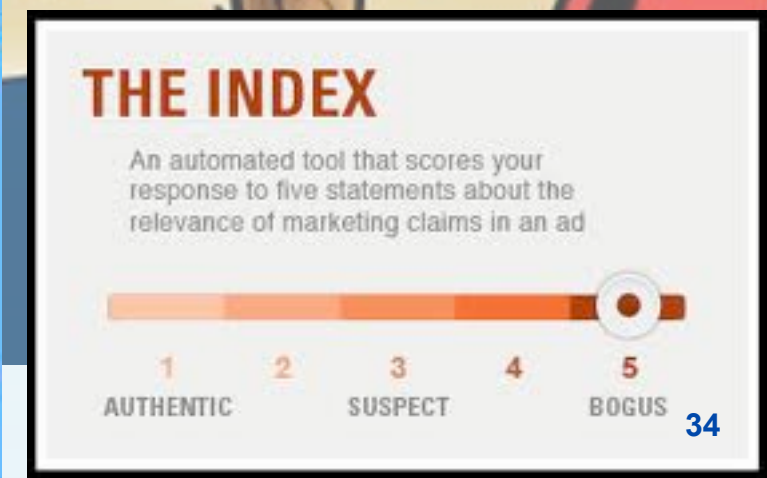 THE INDEX
An automated tool that scores your
response to five statements about the
relevance of marketing claims in an ad
1 2 3 4 5
AUTHENTIC SUSPECT BOGUS
34